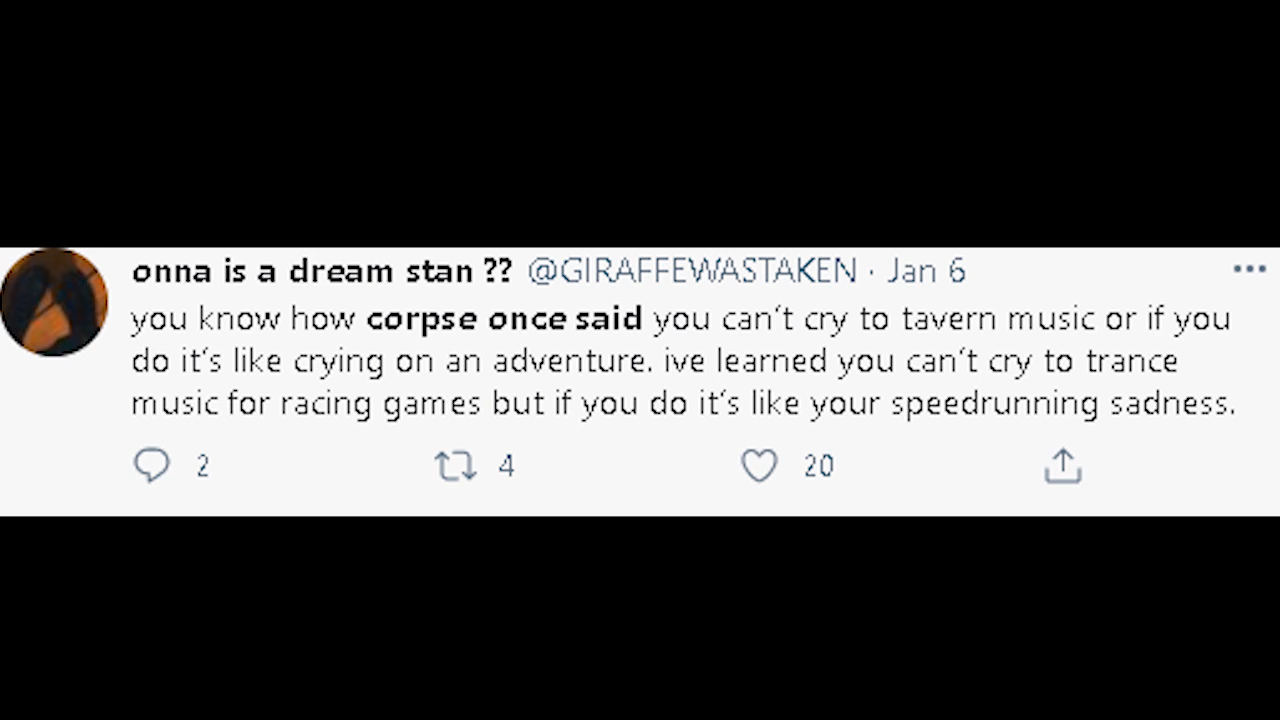 onna is a dream stan ?? @GIRAFFEWASTAKEN · Jan 6
you know how corpse once said you can't cry to tavern music or if you
do it's like crying on an adventure. ive learned you can't cry to trance
music for racing games but if you do it's like your speedrunning sadness.
2 4 20